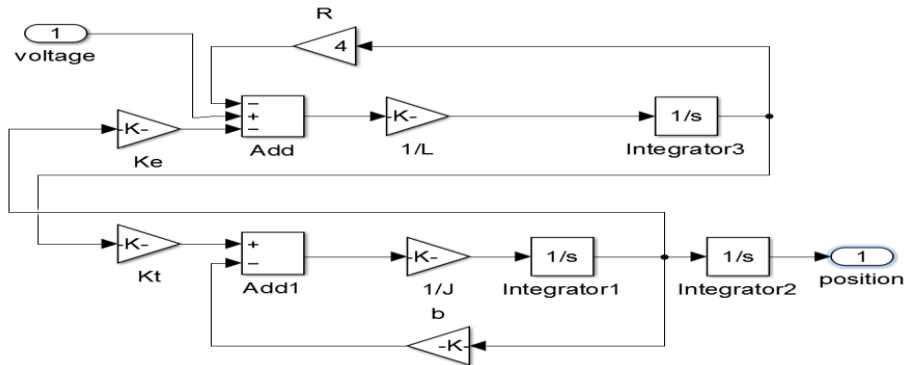 R
1
voltage
4
-K-
Ke
−
+
−
Add
-K-
1/L
1/s
Integrator3
-K-
Kt
+
−
Add1
-K-
1/J
1/s
Integrator1
1/s
Integrator2
1
position
b
-K-